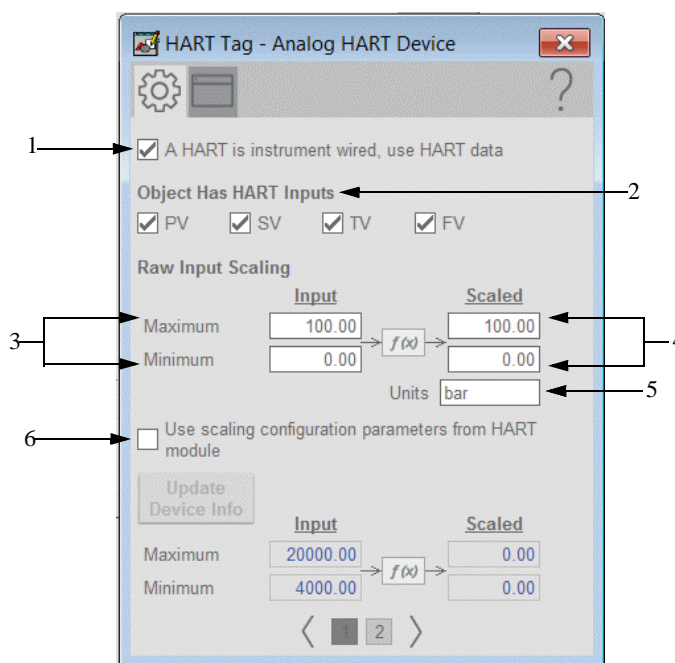 HART Tag - Analog HART Device
?
1
A HART is instrument wired, use HART data
Object Has HART Inputs
2
PV SV TV FV
Raw Input Scaling
Input Scaled
3
Maximum 100.00 f(x) 100.00
4
Minimum 0.00 0.00
Units bar
5
6
Use scaling configuration parameters from HART
module
Update
Device Info
Input Scaled
Maximum 20000.00 f(x) 0.00
Minimum 4000.00 0.00
1 2